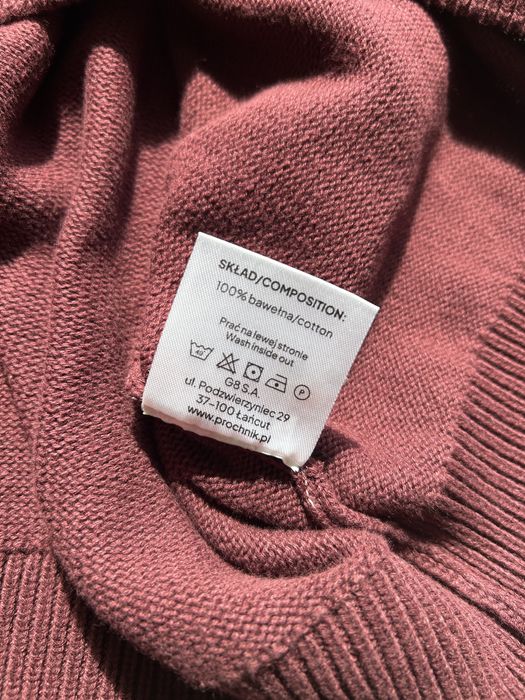 SKŁAD/COMPOSITION:
100% bawełna/cotton
Prać na lewej stronie
Wash inside out
40 P
G8 S.A.
ul. Podzwierzyniec 29
37-100 Łańcut
www.prochnik.pl